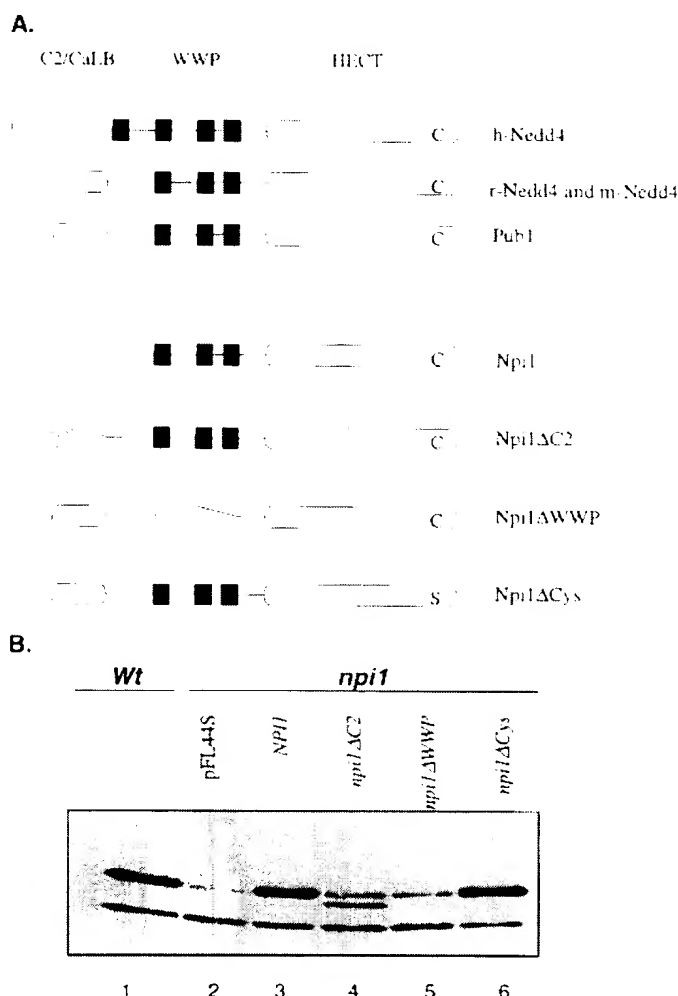 A.
C2/CaLB WWP HECT
C h-Nedd4
C r-Nedd4 and m-Nedd4
C Pub1
C Npi1
C Npi1ΔC2
C Npi1ΔWWP
S Npi1ΔCys
B.
Wt npi1
pFL44S
NPI1
npi1ΔC2
npi1ΔWWP
npi1ΔCys
1 2 3 4 5 6